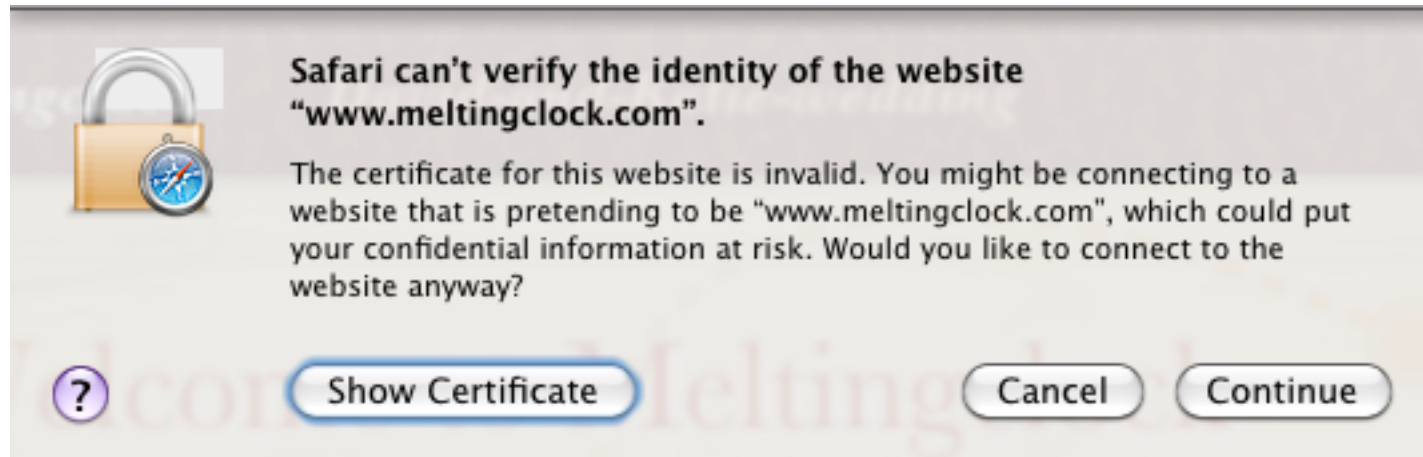 Safari can't verify the identity of the website
“www.meltingclock.com”.
The certificate for this website is invalid. You might be connecting to a
website that is pretending to be “www.meltingclock.com”, which could put
your confidential information at risk. Would you like to connect to the
website anyway?
?
Show Certificate
Cancel
Continue